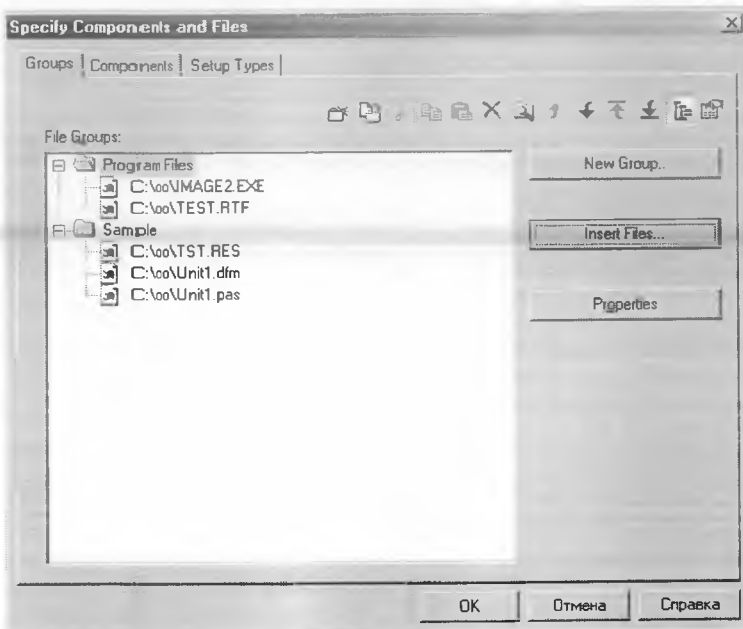 Specify Components and Files
Groups
Components
Setup Types
File Groups:
Program Files
C:\oo\IMAGE2.EXE
C:\oo\TEST.RTF
Sample
C:\oo\TST.RES
C:\oo\Unit1.dfm
C:\oo\Unit1.pas
New Group..
Insert Files...
Properties
OK
Отмена
Справка